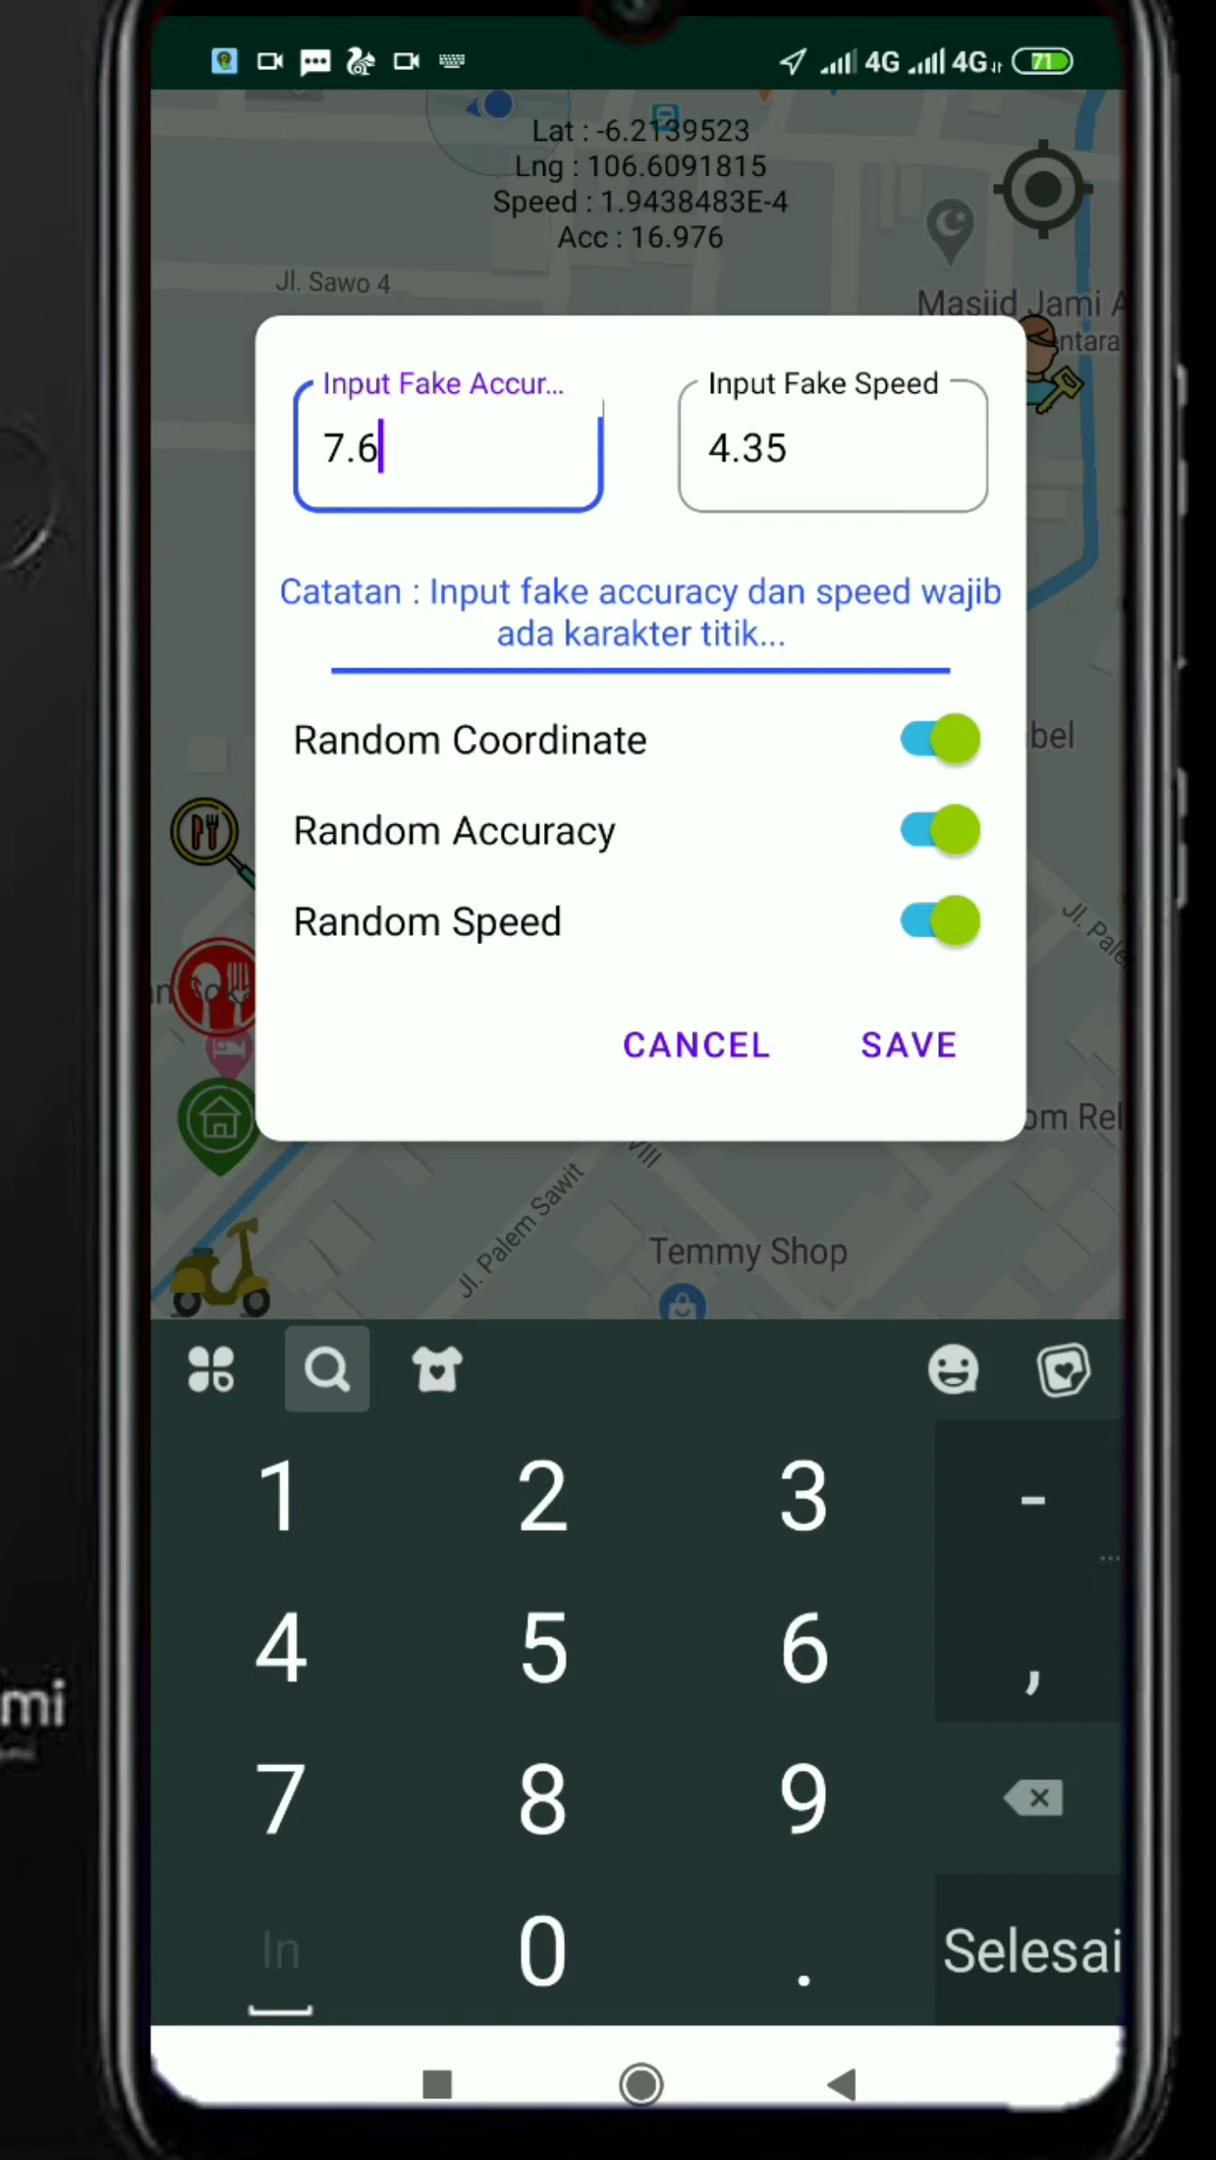 4G 4G 71
Lat : -6.2139523
Lng : 106.6091815
Speed : 1.9438483E-4
Acc : 16.976
Jl. Sawo 4
Masjid Jami A
entara
Input Fake Accur...
Input Fake Speed
7.6
4.35
Catatan : Input fake accuracy dan speed wajib
ada karakter titik...
Random Coordinate
bel
Random Accuracy
Random Speed
Jl. Pale
CANCEL SAVE
om Rel
VIII
Jl. Palem Sawit
Temmy Shop
1 2 3 -
...
4 5 6 ,
7 8 9
In 0 . Selesai
mi